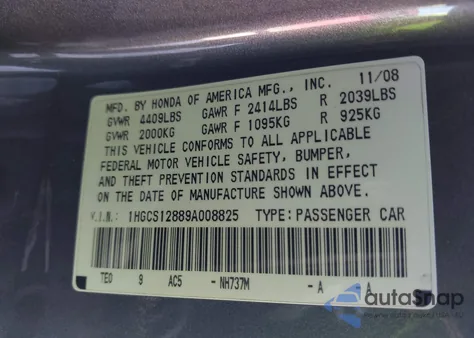 MFD. BY HONDA OF AMERICA MFG., INC. 11/08
GVWR 4409LBS GAWR F 2414LBS R 2039LBS
GVWR 2000KG GAWR F 1095KG R 925KG
THIS VEHICLE CONFORMS TO ALL APPLICABLE
FEDERAL MOTOR VEHICLE SAFETY, BUMPER,
AND THEFT PREVENTION STANDARDS IN EFFECT
ON THE DATE OF MANUFACTURE SHOWN ABOVE.
V.I.N.: 1HGCS12889A008825 TYPE: PASSENGER CAR
TE0 9 AC5 -NH737M -A A
autoSnap